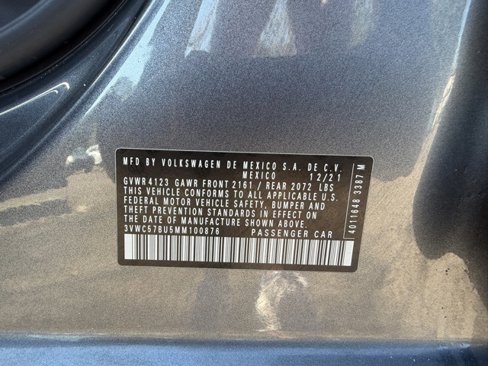 MFD BY VOLKSWAGEN DE MEXICO S.A. DE C.V.
MEXICO 12/21
GVWR 4123 GAWR FRONT 2161 / REAR 2072 LBS
THIS VEHICLE CONFORMS TO ALL APPLICABLE U.S.
FEDERAL MOTOR VEHICLE SAFETY, BUMPER AND
THEFT PREVENTION STANDARDS IN EFFECT ON
THE DATE OF MANUFACTURE SHOWN ABOVE.
3VWC57BU5MM100876 PASSENGER CAR
4011648 3387 M